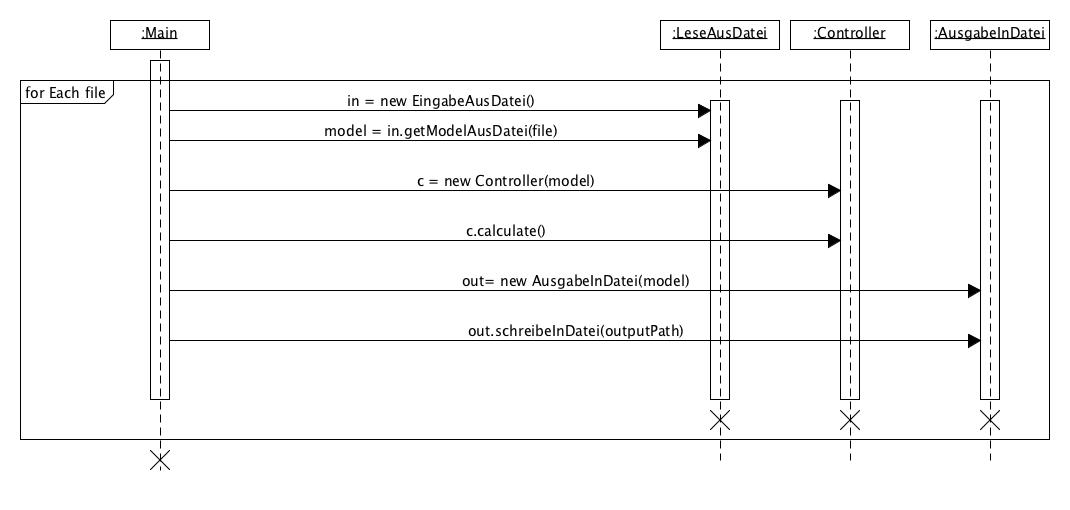 :Main
:LeseAusDatei
:Controller
:AusgabeInDatei
for Each file
in = new EingabeAusDatei()
model = in.getModelAusDatei(file)
c = new Controller(model)
c.calculate()
out= new AusgabeInDatei(model)
out.schreibeInDatei(outputPath)